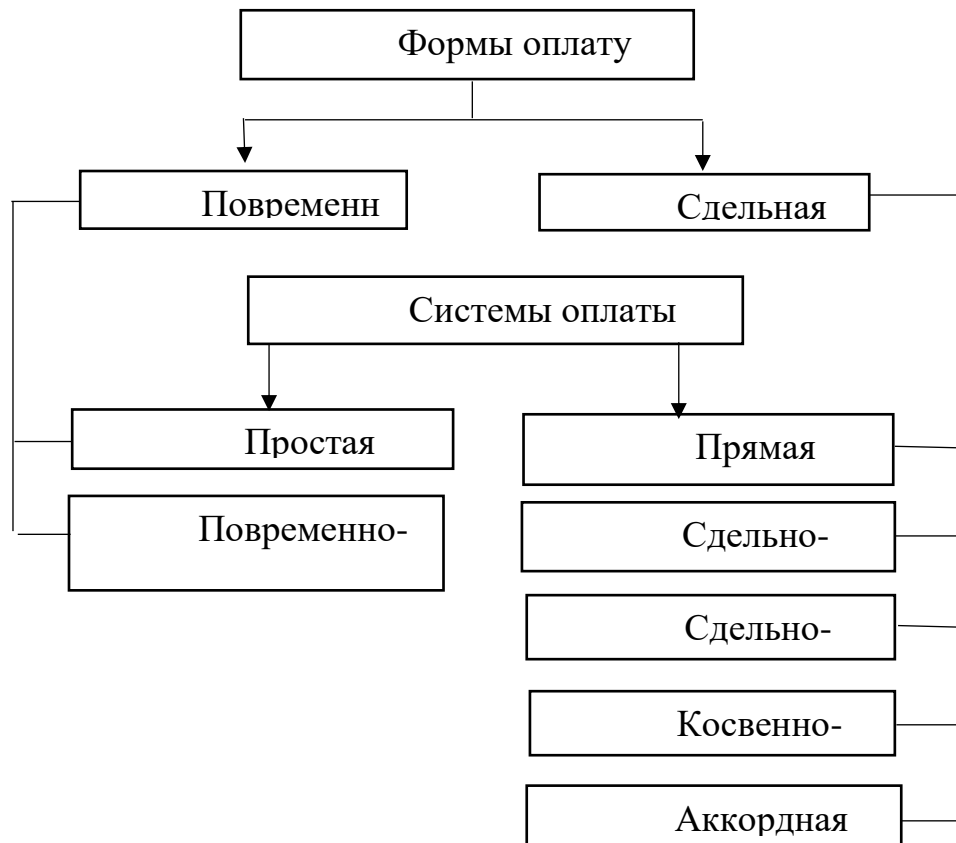 Формы оплату
Повременн
Сдельная
Системы оплаты
Простая
Прямая
Повременно-
Сдельно-
Сдельно-
Косвенно-
Аккордная